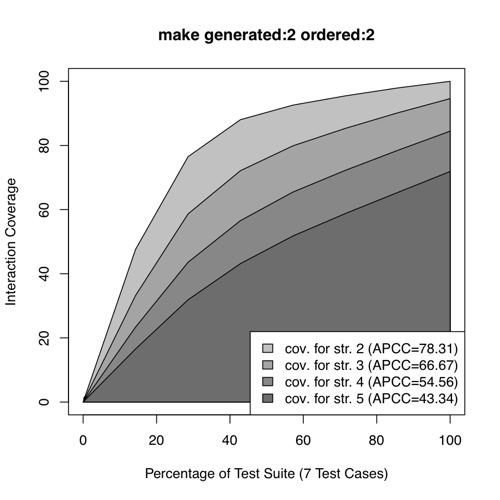 make generated:2 ordered:2
Interaction Coverage
100
80
60
40
20
0
cov. for str. 2 (APCC=78.31)
cov. for str. 3 (APCC=66.67)
cov. for str. 4 (APCC=54.56)
cov. for str. 5 (APCC=43.34)
0 20 40 60 80 100
Percentage of Test Suite (7 Test Cases)